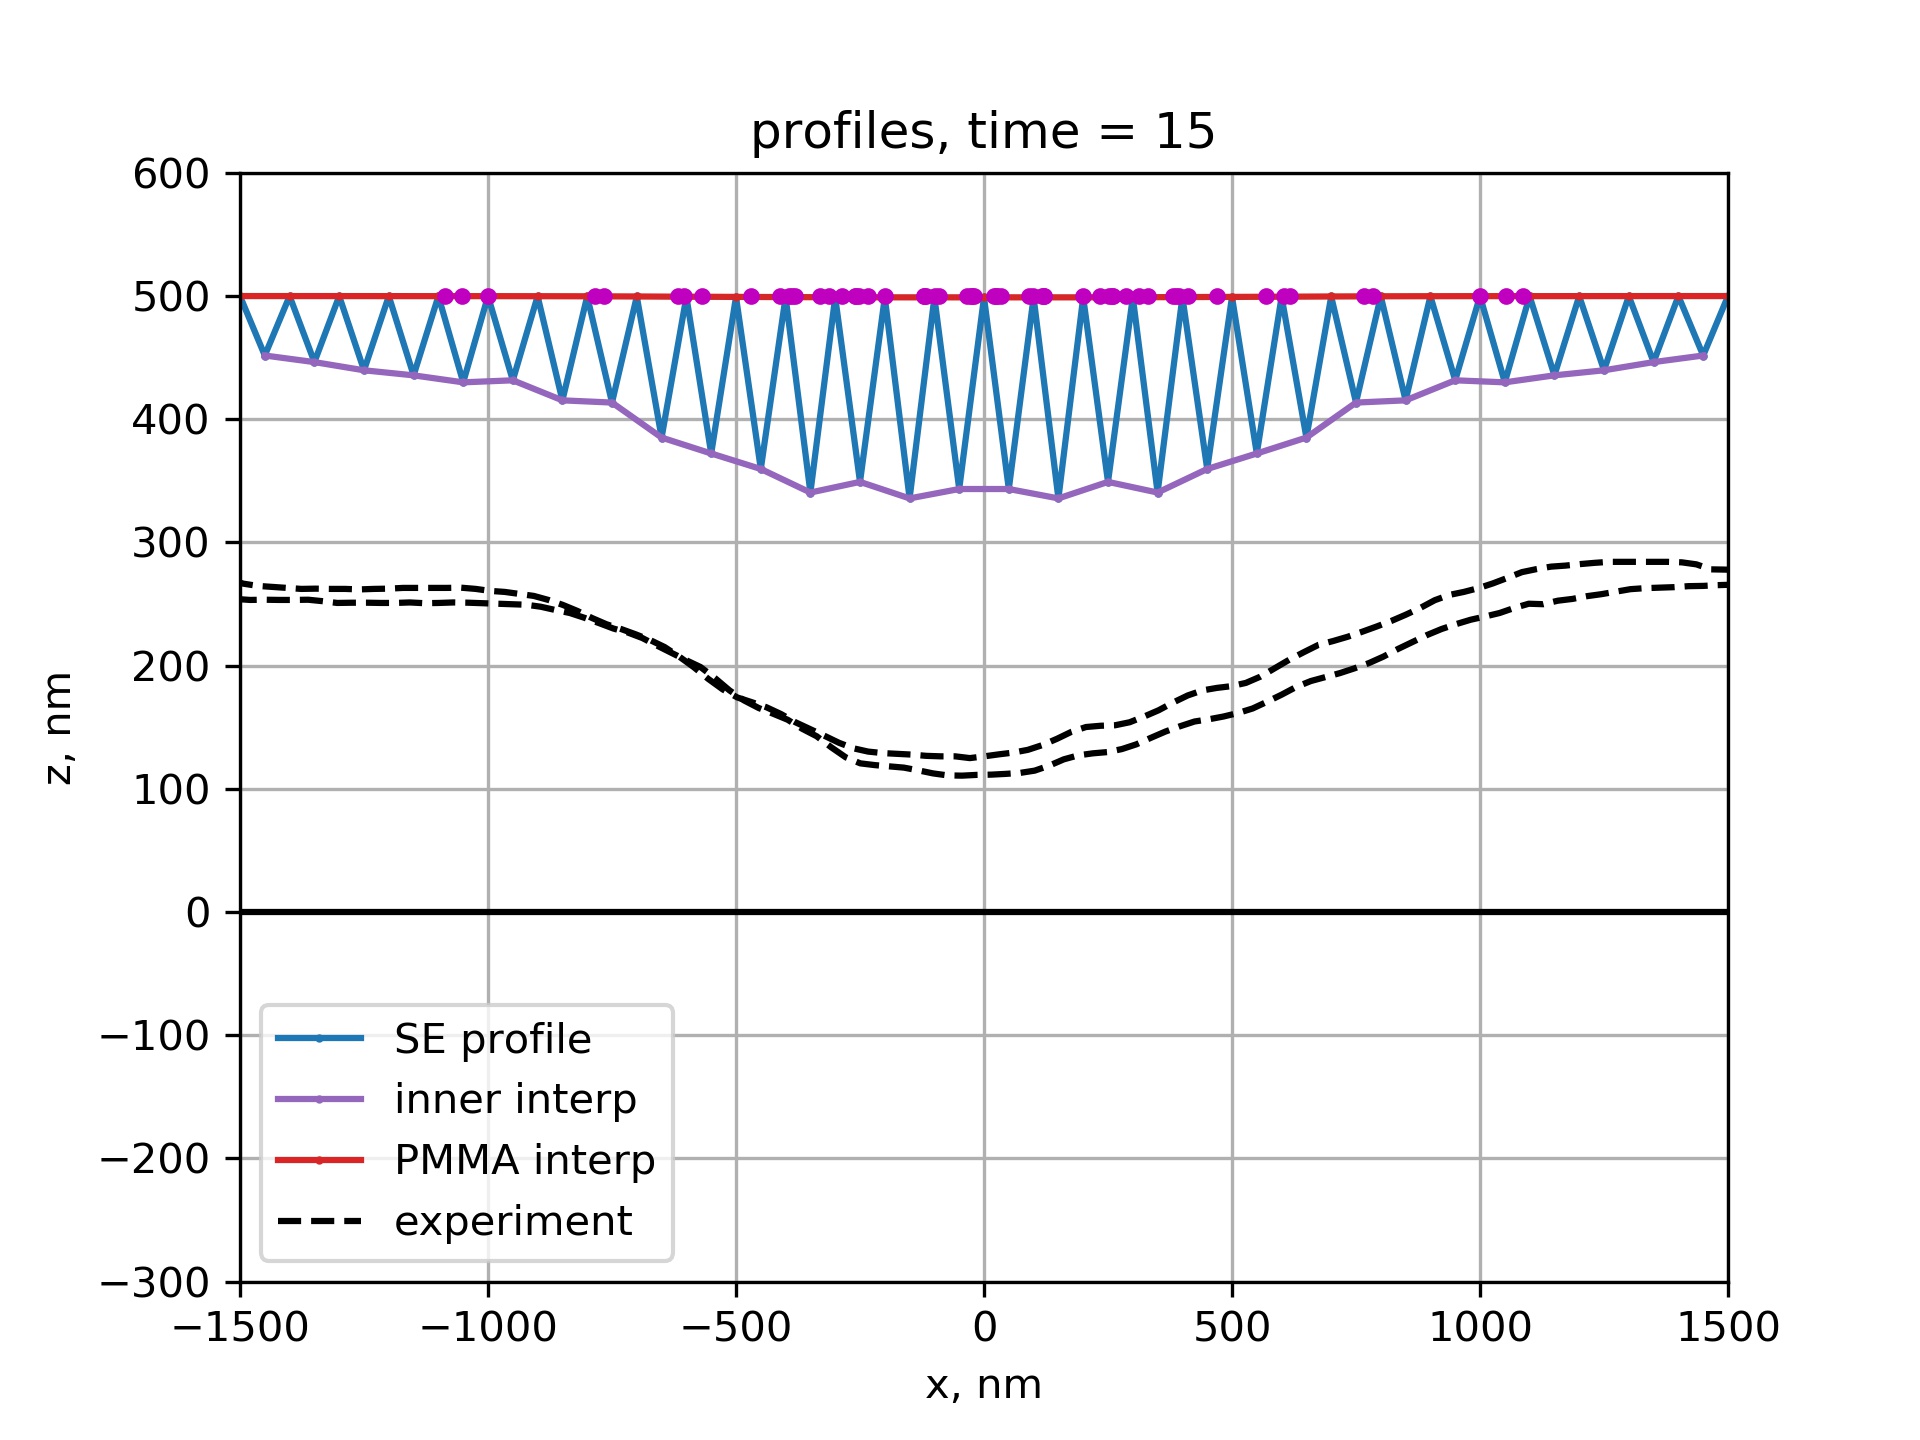 profiles, time = 15
600
500
400
300
200
100
0
−100
−200
−300
z, nm
SE profile
inner interp
PMMA interp
experiment
−1500 −1000 −500 0 500 1000 1500
x, nm